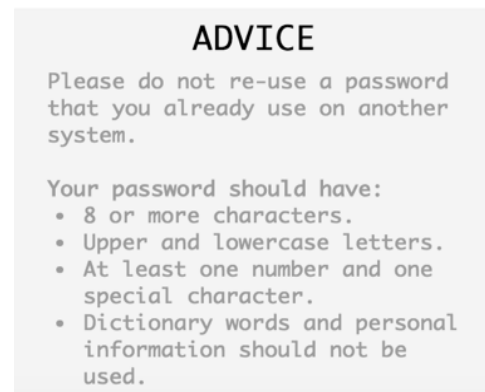 ADVICE
Please do not re-use a password
that you already use on another
system.
Your password should have:
• 8 or more characters.
• Upper and lowercase letters.
• At least one number and one
special character.
• Dictionary words and personal
information should not be
used.